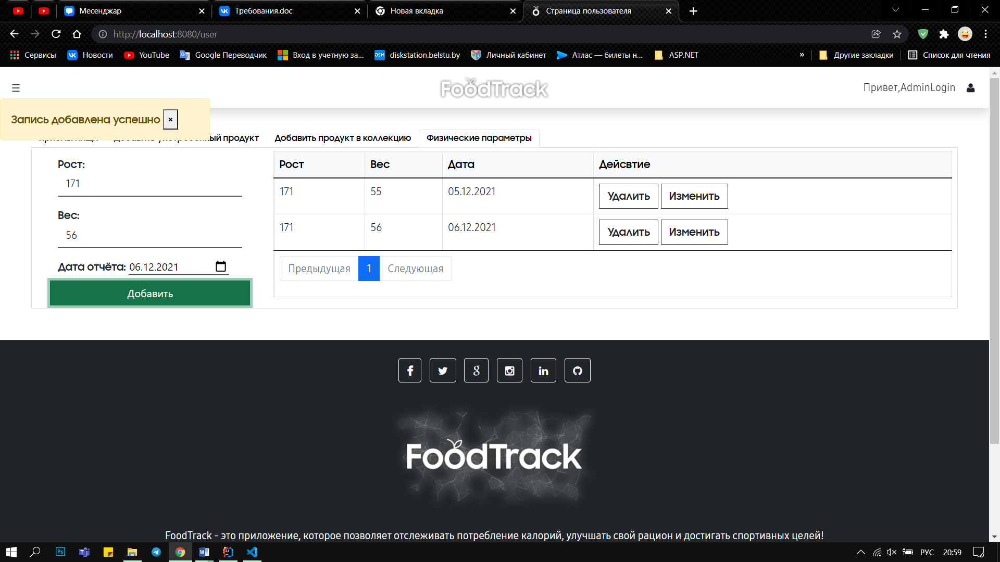 Месенджар
Требования.doc
Новая вкладка
Страница пользователя
http://localhost:8080/user
Сервисы
Новости
YouTube
Google Переводчик
Вход в учетную за...
diskstation.belstu.by
Личный кабинет
Атлас — билеты н...
ASP.NET
»
Другие закладки
Список для чтения
FoodTrack
Привет,AdminLogin
Запись добавлена успешно ×
ый продукт
Добавить продукт в коллекцию
Физические параметры
Рост:
171
Вес:
56
Дата отчёта: 06.12.2021
Добавить
Рост Вес Дата Дейсвтие
171 55 05.12.2021 Удалить Изменить
171 56 06.12.2021 Удалить Изменить
Предыдущая 1 Следующая
FoodTrack
FoodTrack - это приложение, которое позволяет отслеживать потребление калорий, улучшать свой рацион и достигать спортивных целей!
РУС
20:59